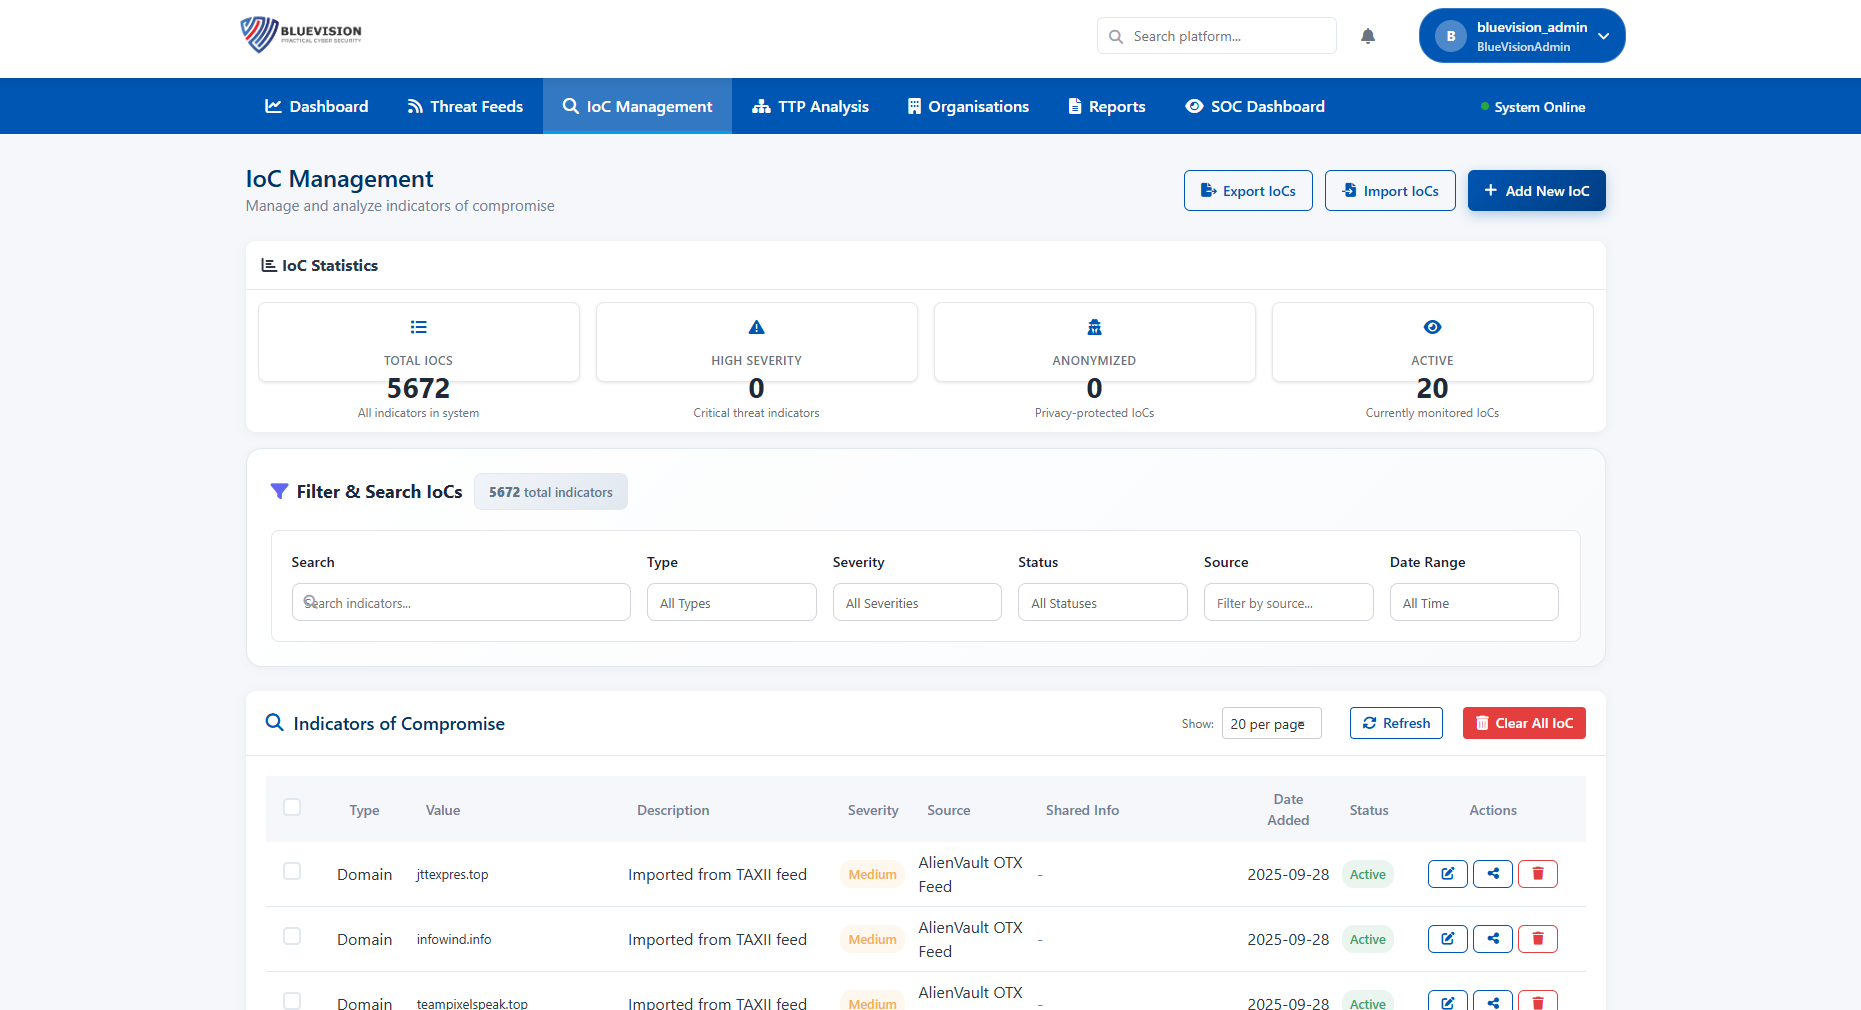 BLUEVISION
PRACTICAL CYBER SECURITY
Search platform...
B
bluevision_admin
BlueVisionAdmin
Dashboard
Threat Feeds
IoC Management
TTP Analysis
Organisations
Reports
SOC Dashboard
System Online
IoC Management
Manage and analyze indicators of compromise
Export IoCs
Import IoCs
Add New IoC
IoC Statistics
TOTAL IOCS
5672
All indicators in system
HIGH SEVERITY
0
Critical threat indicators
ANONYMIZED
0
Privacy-protected IoCs
ACTIVE
20
Currently monitored IoCs
Filter & Search IoCs
5672 total indicators
Search
Search indicators...
Type
All Types
Severity
All Severities
Status
All Statuses
Source
Filter by source...
Date Range
All Time
Indicators of Compromise
Show:
20 per page
Refresh
Clear All IoC
Type
Value
Description
Severity
Source
Shared Info
Date
Added
Status
Actions
Domain
jttexpres.top
Imported from TAXII feed
Medium
AlienVault OTX
Feed
-
2025-09-28
Active
Domain
infowind.info
Imported from TAXII feed
Medium
AlienVault OTX
Feed
-
2025-09-28
Active
Domain
teampixelspeak.top
Imported from TAXII feed
Medium
AlienVault OTX
-
2025-09-28
Active